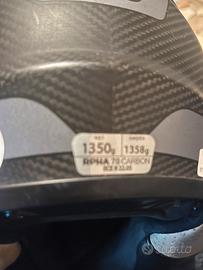 1350g 1358g
RPHA 70 CARBON
ECE R 22.05
subito